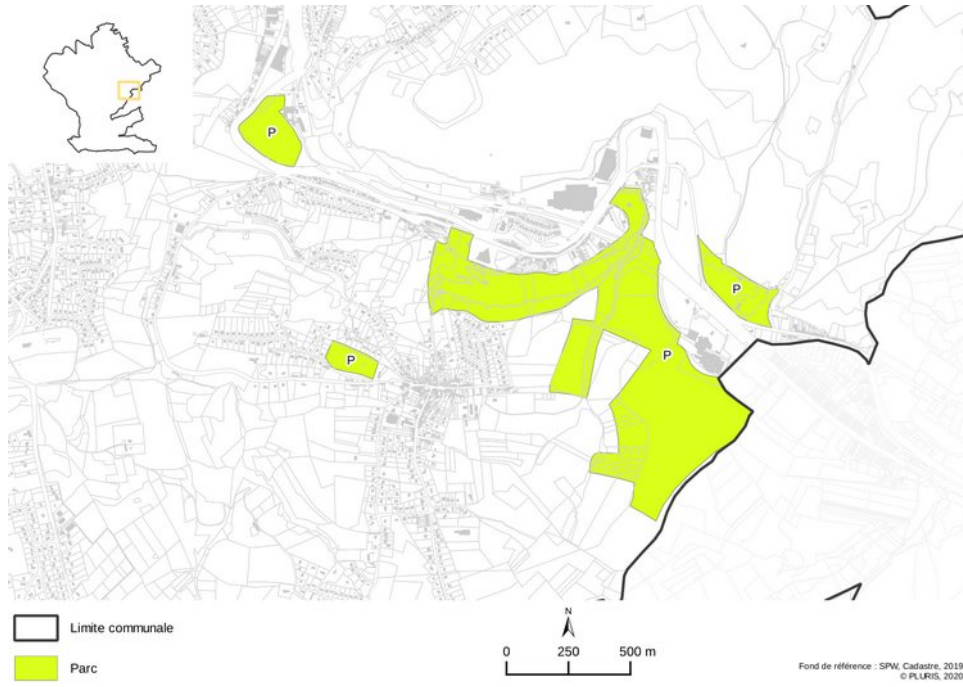 P
P
P
P
Limite communale
Parc
N
0 250 500 m
Fond de référence : SPW, Cadastre, 2019
© PLURIS, 2020